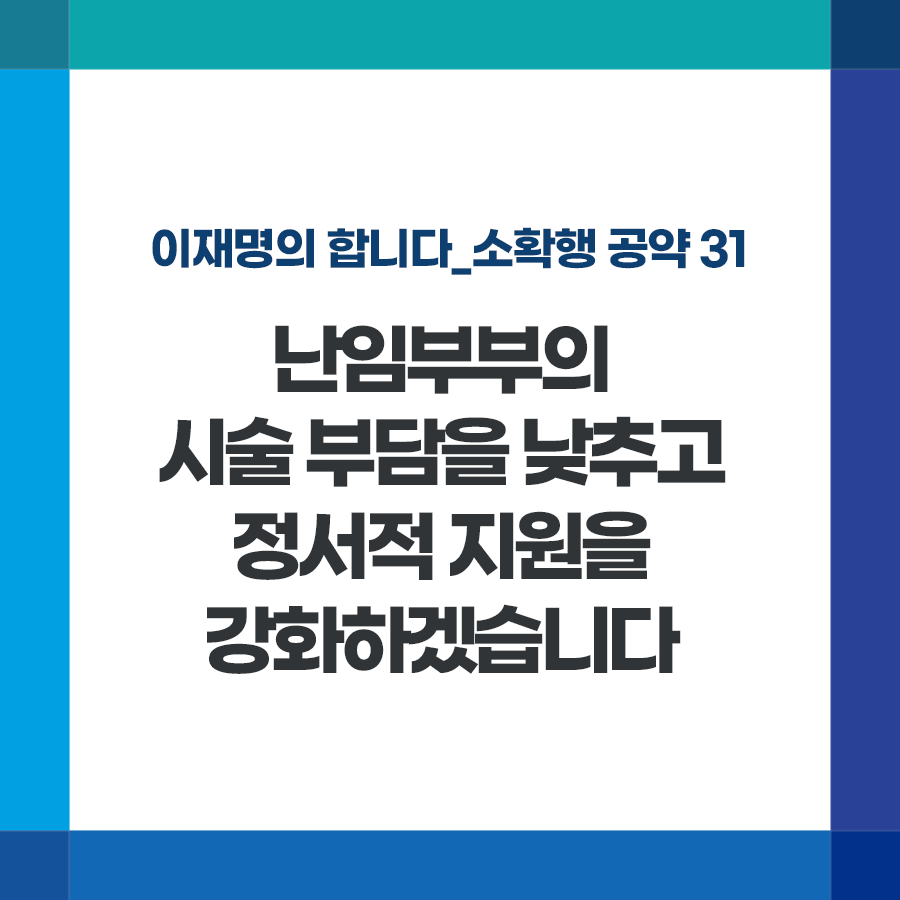 이재명의 합니다_소확행 공약 31
난임부부의
시술 부담을 낮추고
정서적 지원을
강화하겠습니다